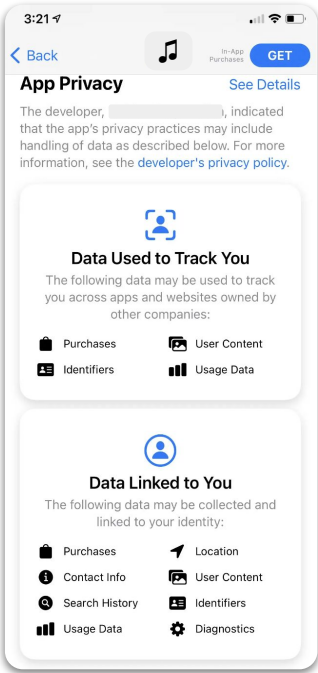 3:21
Back
In-App
Purchases
GET
App Privacy
See Details
The developer, , indicated
that the app's privacy practices may include
handling of data as described below. For more
information, see the developer's privacy policy.
Data Used to Track You
The following data may be used to track
you across apps and websites owned by
other companies:
Purchases
User Content
Identifiers
Usage Data
Data Linked to You
The following data may be collected and
linked to your identity:
Purchases
Location
Contact Info
User Content
Search History
Identifiers
Usage Data
Diagnostics